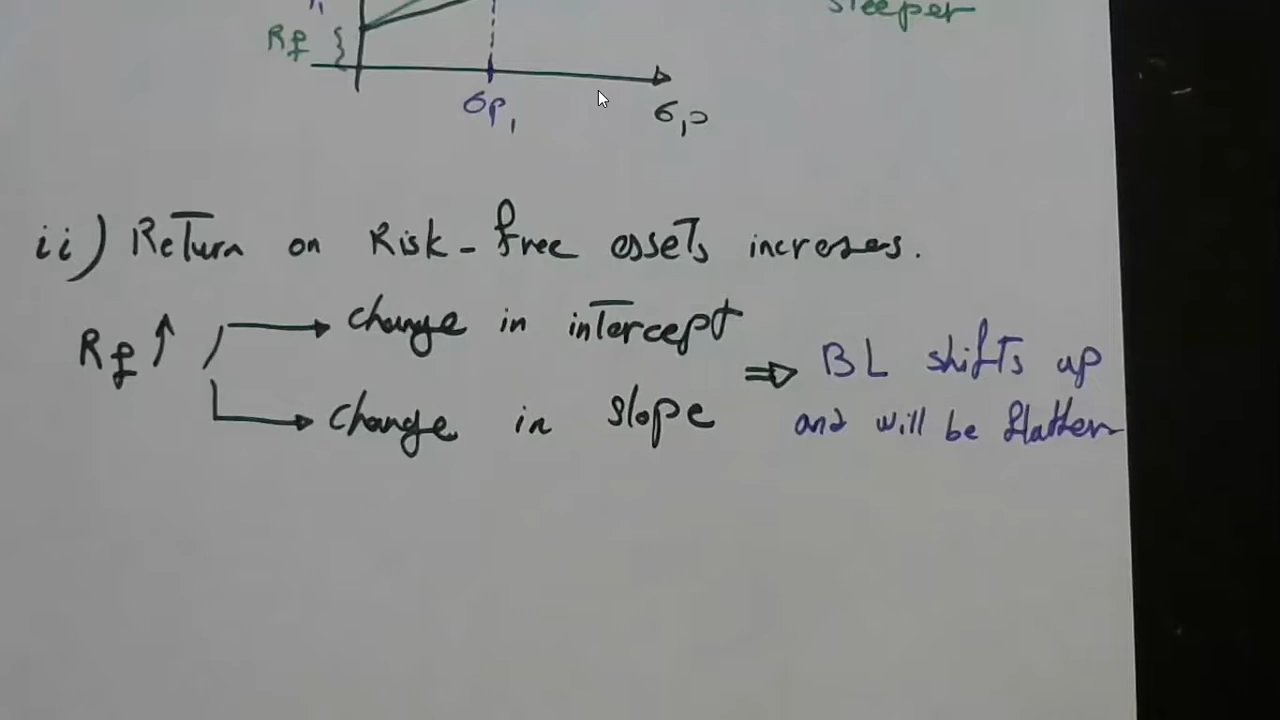 steeper
Rf
σp1
σp
ii) Return on Risk-free assets increases.
Rf ↑ → change in intercept
→ change in slope
⇒ BL shifts up
and will be flatter